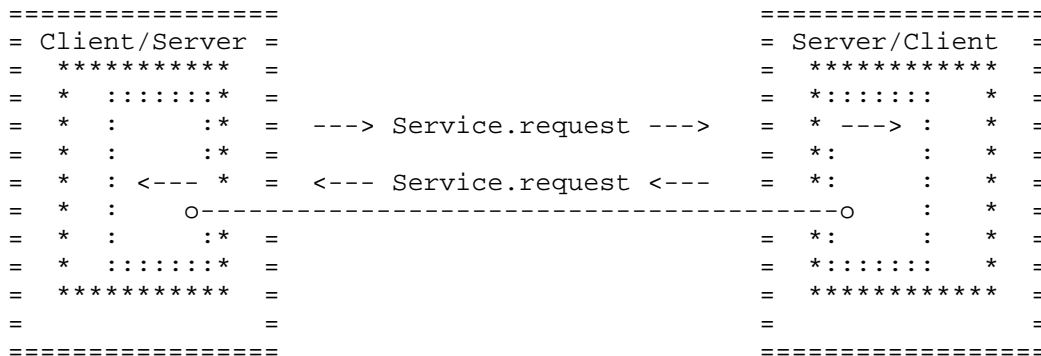 ================= ==================
= Client/Server = = Server/Client =
= *********** = = ************ =
= * :::::::* = = *::::::: * =
= * : :* = ---> Service.request ---> = * ---> : * =
= * : :* = = *: : * =
= * : <--- * = <--- Service.request <--- = *: : * =
= * : o----------------------------------------o : * =
= * : :* = = *: : * =
= * :::::::* = = *::::::: * =
= *********** = = ************ =
= = = =
================= ==================